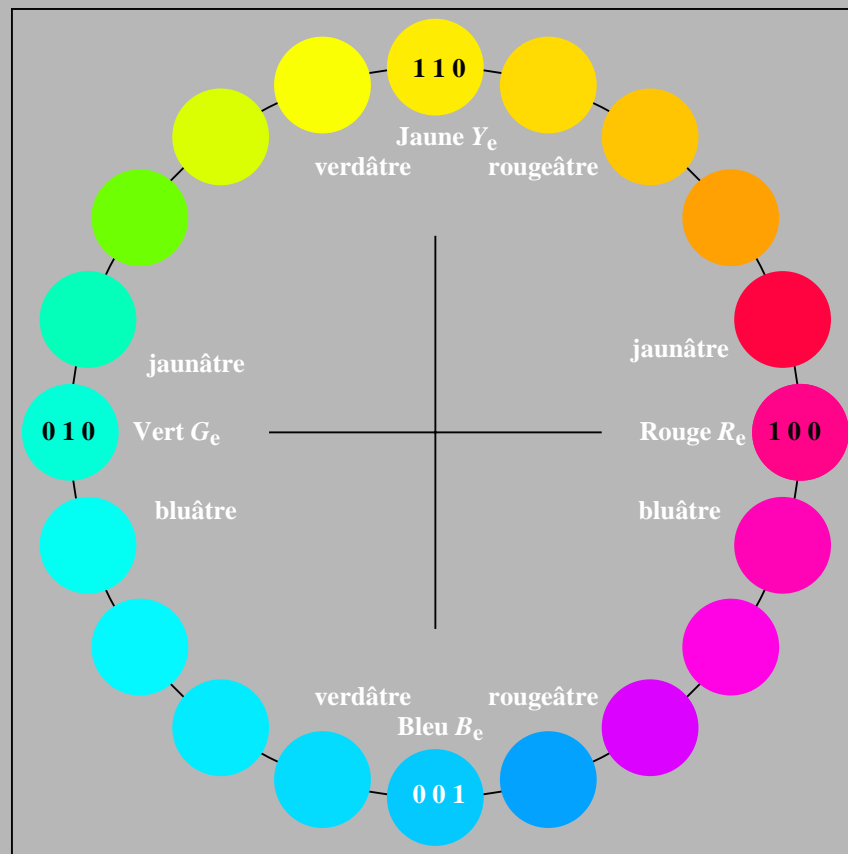 1 1 0
Jaune Yₑ
verdâtre rougeâtre
jaunâtre jaunâtre
0 1 0 Vert Gₑ Rouge Rₑ 1 0 0
bluâtre bluâtre
verdâtre rougeâtre
Bleu Bₑ
0 0 1